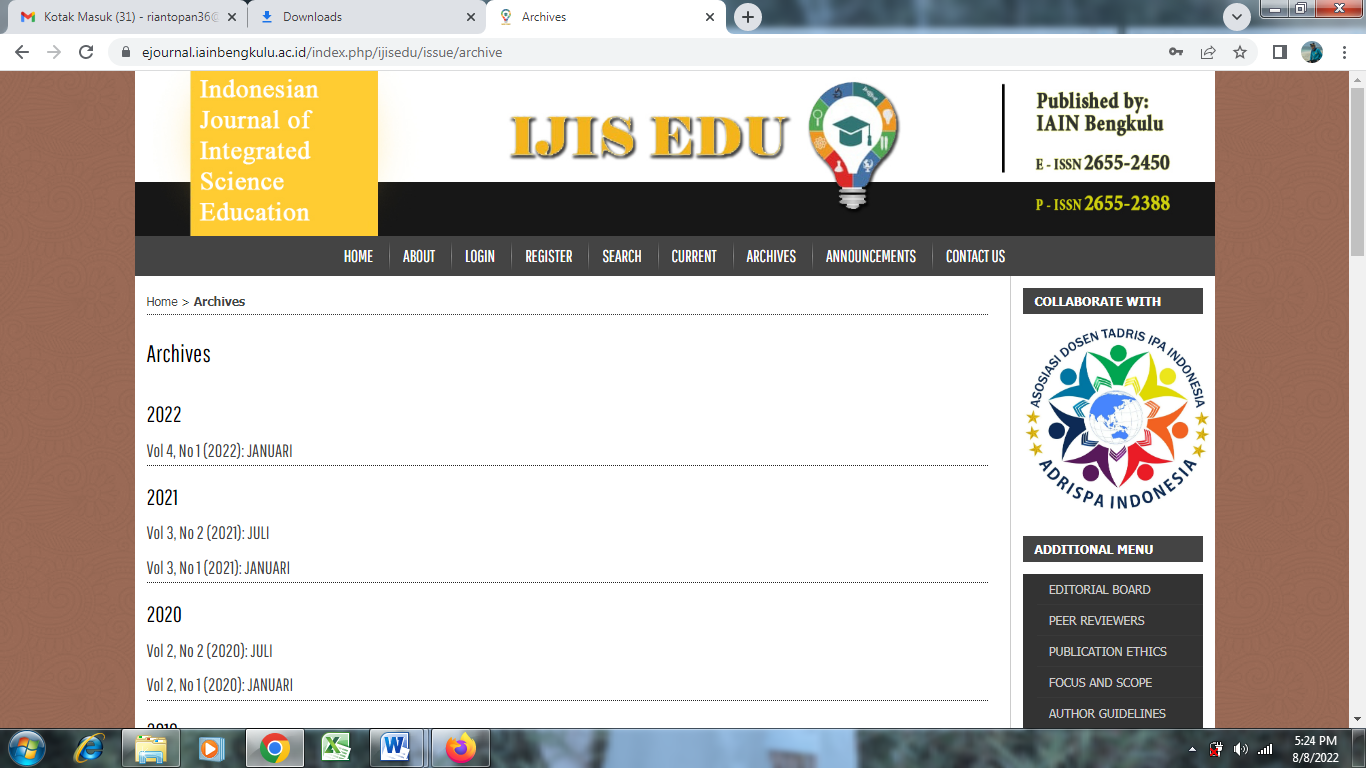 Kotak Masuk (31) - riantopan36@
Downloads
Archives
ejournal.iainbengkulu.ac.id/index.php/ijisedu/issue/archive
Indonesian
Journal of
Integrated
Science
Education
IJIS EDU
Published by:
IAIN Bengkulu
E - ISSN 2655-2450
P - ISSN 2655-2388
HOME ABOUT LOGIN REGISTER SEARCH CURRENT ARCHIVES ANNOUNCEMENTS CONTACT US
Home > Archives
Archives
2022
Vol 4, No 1 (2022): JANUARI
2021
Vol 3, No 2 (2021): JULI
Vol 3, No 1 (2021): JANUARI
2020
Vol 2, No 2 (2020): JULI
Vol 2, No 1 (2020): JANUARI
2019
COLLABORATE WITH
ASOSIASI DOSEN TADRIS IPA INDONESIA
ADRISPA INDONESIA
ADDITIONAL MENU
EDITORIAL BOARD
PEER REVIEWERS
PUBLICATION ETHICS
FOCUS AND SCOPE
AUTHOR GUIDELINES
5:24 PM
8/8/2022